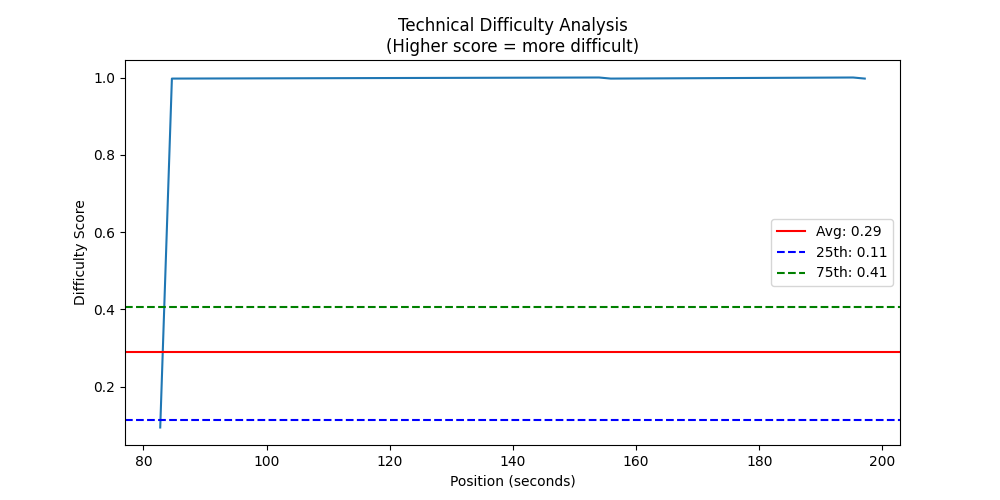 Technical Difficulty Analysis
(Higher score = more difficult)
Difficulty Score
1.0
0.8
0.6
0.4
0.2
Avg: 0.29
25th: 0.11
75th: 0.41
80 100 120 140 160 180 200
Position (seconds)